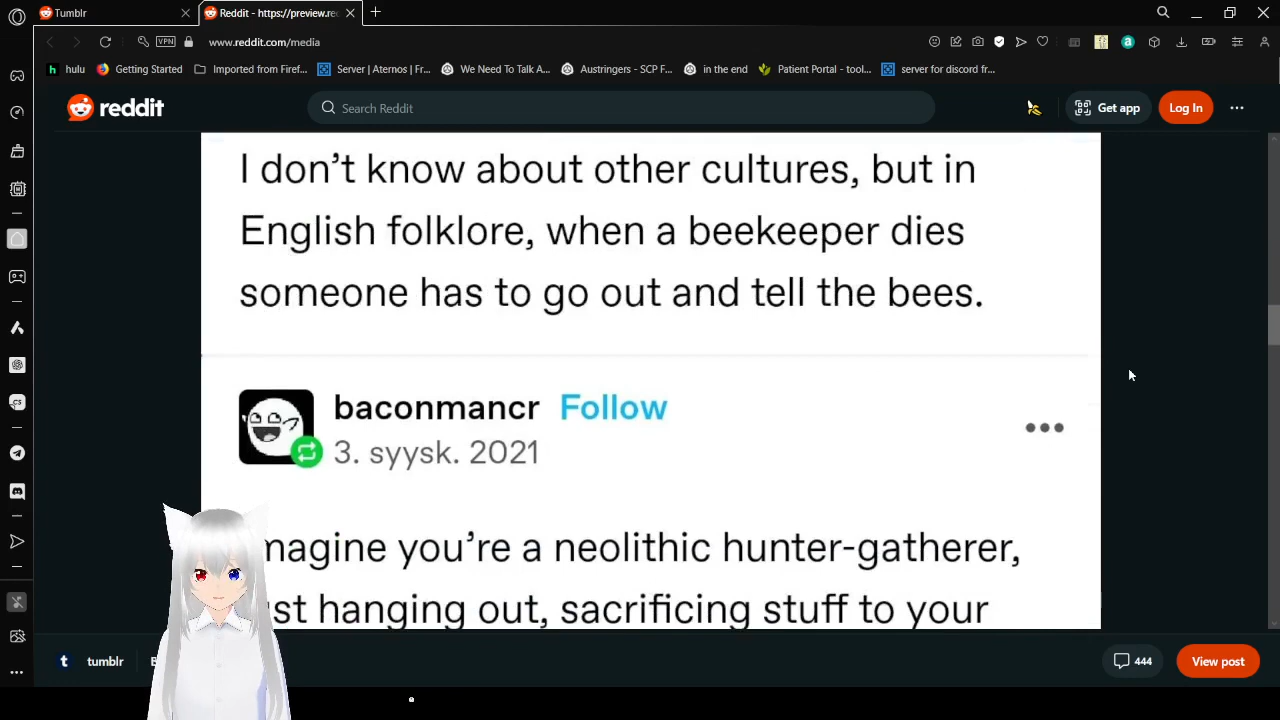 Tumblr
Reddit - https://preview.rec
VPN
www.reddit.com/media
hulu
Getting Started
Imported from Firef...
Server | Aternos | Fr...
We Need To Talk A...
Austringers - SCP F...
in the end
Patient Portal - tool...
server for discord fr...
reddit
Search Reddit
Get app
Log In
I don't know about other cultures, but in
English folklore, when a beekeeper dies
someone has to go out and tell the bees.
baconmancr Follow
3. syysk. 2021
magine you're a neolithic hunter-gatherer,
st hanging out, sacrificing stuff to your
t tumblr
444
View post